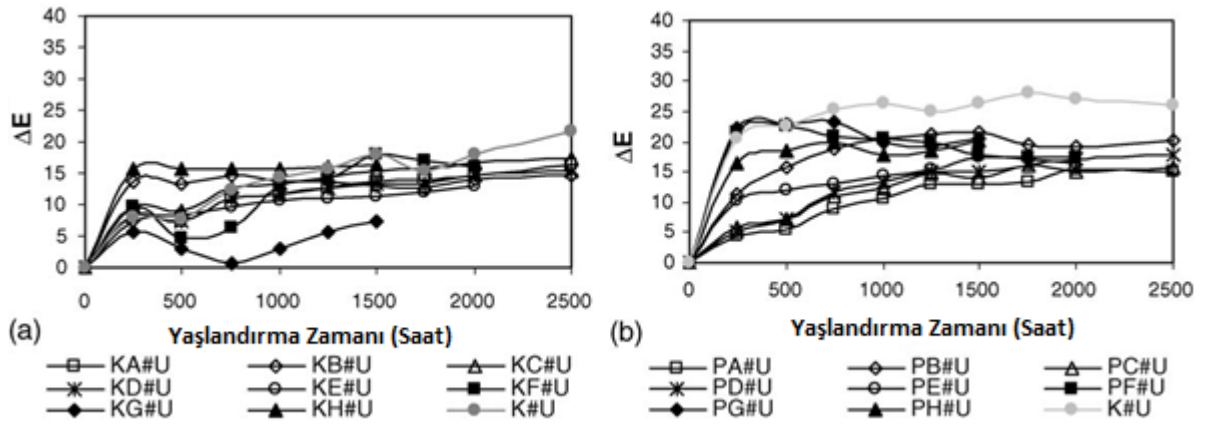 40
35
30
25
20
15
10
5
0
ΔE
0 500 1000 1500 2000 2500
(a) Yaşlandırma Zamanı (Saat)
KA#U KB#U KC#U
KD#U KE#U KF#U
KG#U KH#U K#U
40
35
30
25
20
15
10
5
0
ΔE
0 500 1000 1500 2000 2500
(b) Yaşlandırma Zamanı (Saat)
PA#U PB#U PC#U
PD#U PE#U PF#U
PG#U PH#U K#U